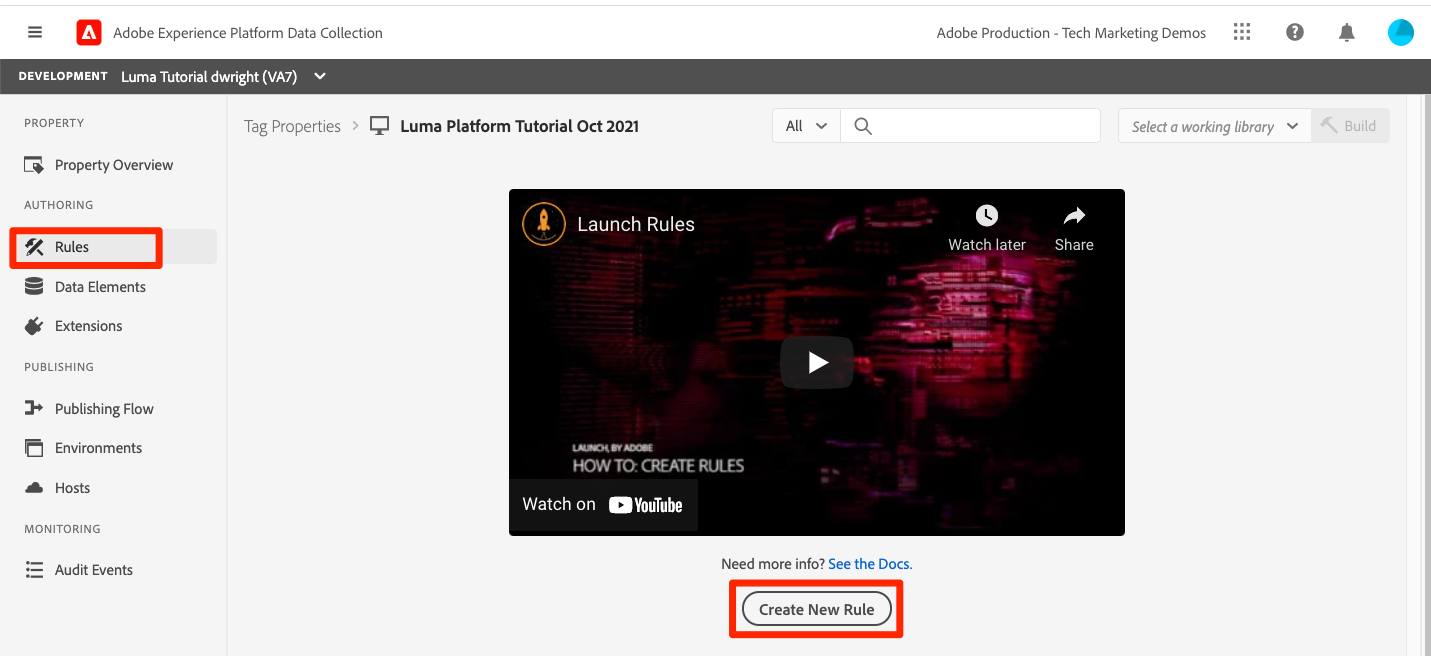 Adobe Experience Platform Data Collection
Adobe Production - Tech Marketing Demos
DEVELOPMENT Luma Tutorial dwright (VA7)
PROPERTY
Property Overview
AUTHORING
Rules
Data Elements
Extensions
PUBLISHING
Publishing Flow
Environments
Hosts
MONITORING
Audit Events
Tag Properties > Luma Platform Tutorial Oct 2021
All
Select a working library
Build
Launch Rules
Watch later
Share
LAUNCH, BY ADOBE
HOW TO: CREATE RULES
Watch on YouTube
Need more info? See the Docs.
Create New Rule